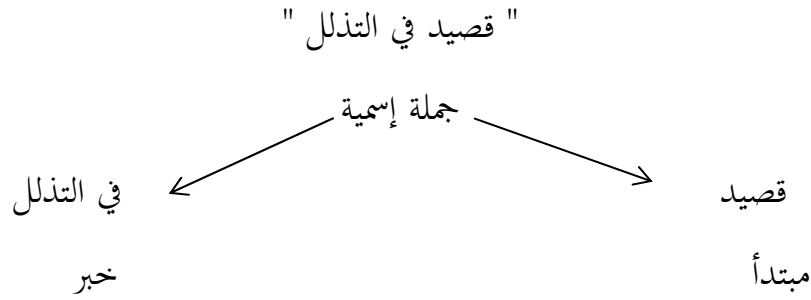 " قصيد في التذلل "
جملة إسمية
قصيد في التذلل
مبتدأ خبر